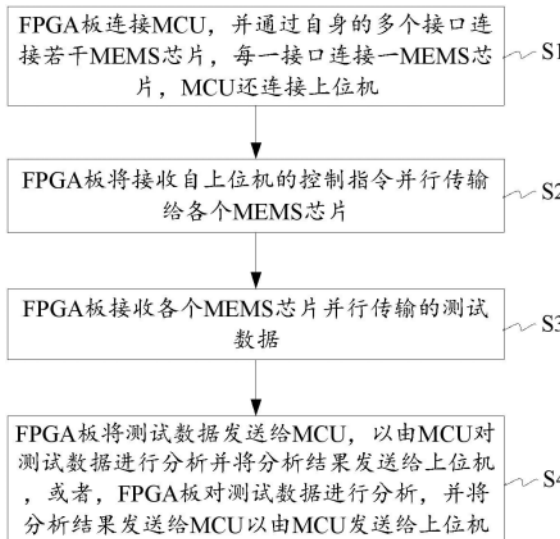 FPGA板连接MCU，并通过自身的多个接口连
接若干MEMS芯片，每一接口连接一MEMS芯
片，MCU还连接上位机
S1
FPGA板将接收自上位机的控制指令并行传输
给各个MEMS芯片
S2
FPGA板接收各个MEMS芯片并行传输的测试
数据
S3
FPGA板将测试数据发送给MCU，以由MCU对
测试数据进行分析并将分析结果发送给上位机
，或者，FPGA板对测试数据进行分析，并将
分析结果发送给MCU以由MCU发送给上位机
S4